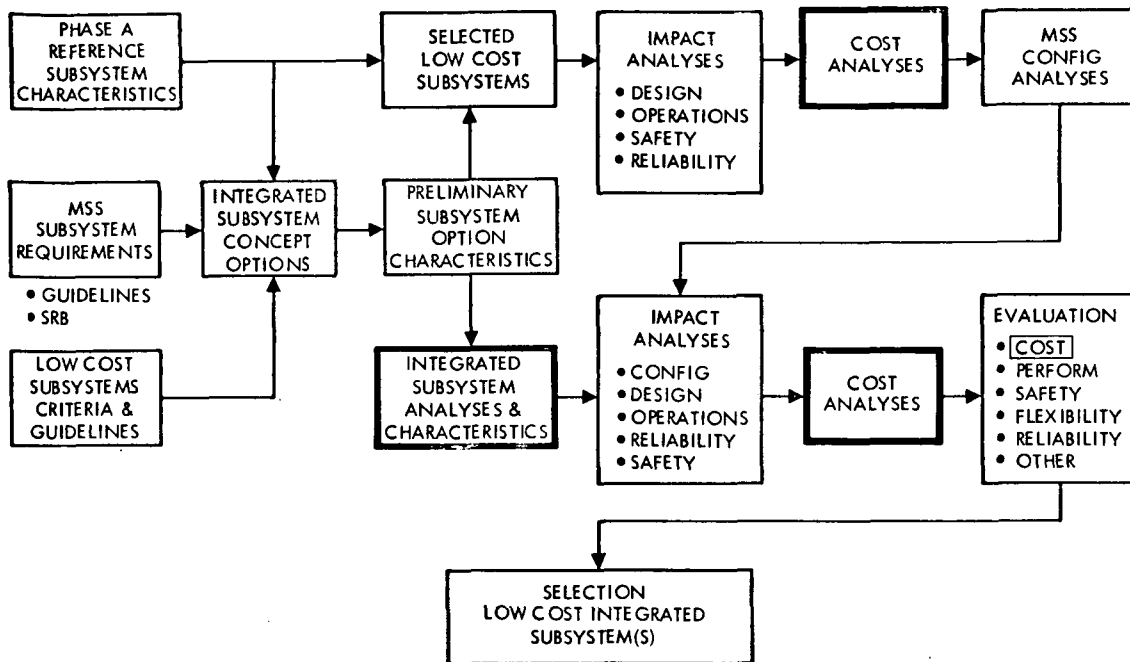 PHASE A
REFERENCE
SUBSYSTEM
CHARACTERISTICS
SELECTED
LOW COST
SUBSYSTEMS
IMPACT
ANALYSES
• DESIGN
• OPERATIONS
• SAFETY
• RELIABILITY
COST
ANALYSES
MSS
CONFIG
ANALYSES
MSS
SUBSYSTEM
REQUIREMENTS
• GUIDELINES
• SRB
INTEGRATED
SUBSYSTEM
CONCEPT
OPTIONS
PRELIMINARY
SUBSYSTEM
OPTION
CHARACTERISTICS
LOW COST
SUBSYSTEMS
CRITERIA &
GUIDELINES
INTEGRATED
SUBSYSTEM
ANALYSES &
CHARACTERISTICS
IMPACT
ANALYSES
• CONFIG
• DESIGN
• OPERATIONS
• RELIABILITY
• SAFETY
COST
ANALYSES
EVALUATION
• COST
• PERFORM
• SAFETY
• FLEXIBILITY
• RELIABILITY
• OTHER
SELECTION
LOW COST INTEGRATED
SUBSYSTEM(S)